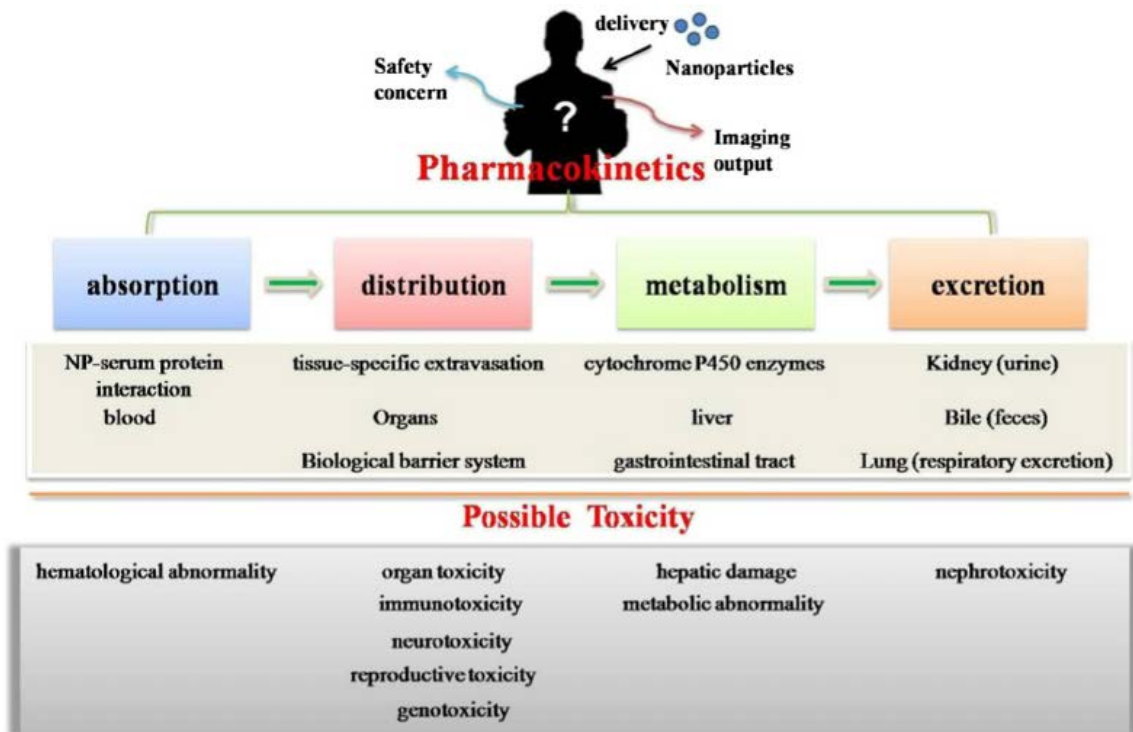 delivery
Nanoparticles
Safety
concern
?
Imaging
output
Pharmacokinetics
absorption
distribution
metabolism
excretion
NP-serum protein
interaction
blood
tissue-specific extravasation
Organs
Biological barrier system
cytochrome P450 enzymes
liver
gastrointestinal tract
Kidney (urine)
Bile (feces)
Lung (respiratory excretion)
Possible Toxicity
hematological abnormality
organ toxicity
immunotoxicity
neurotoxicity
reproductive toxicity
genotoxicity
hepatic damage
metabolic abnormality
nephrotoxicity